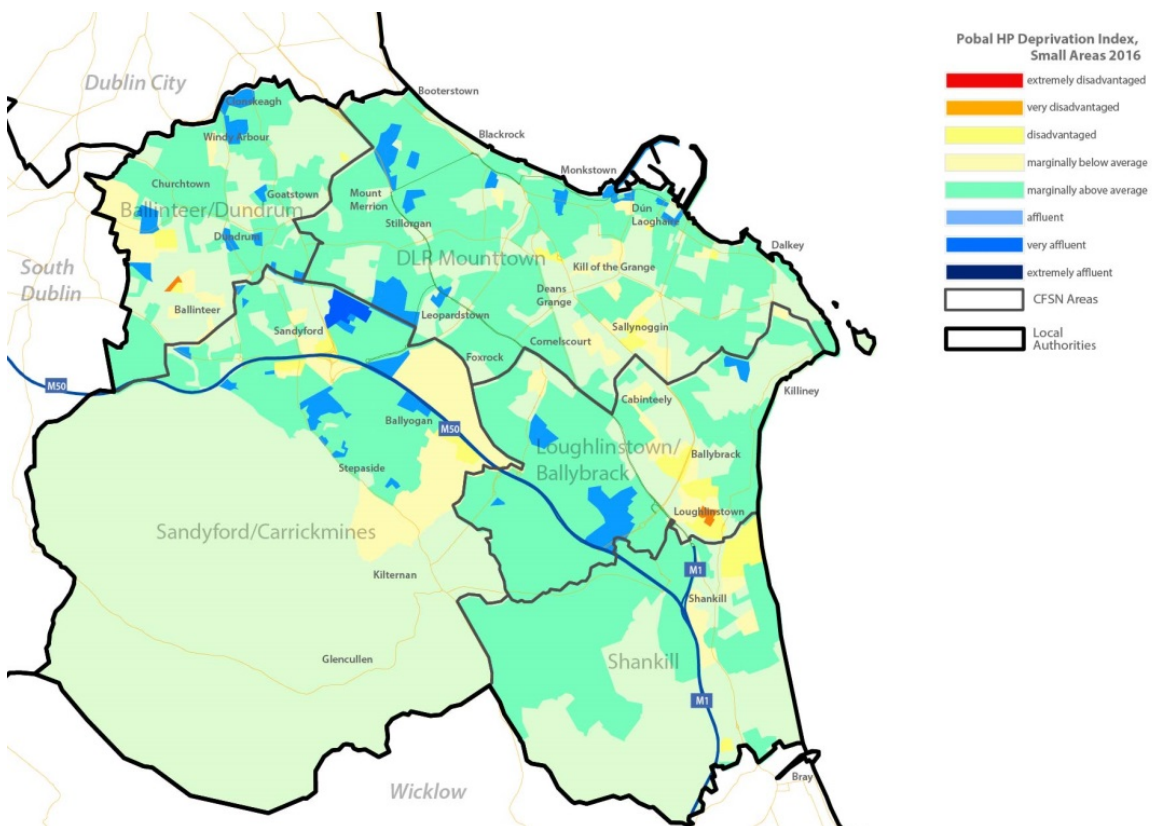 Pobal HP Deprivation Index,
Small Areas 2016
extremely disadvantaged
very disadvantaged
disadvantaged
marginally below average
marginally above average
affluent
very affluent
extremely affluent
CFSN Areas
Local
Authorities
Dublin City
Booterstown
Clonskeagh
Windy Arbour
Blackrock
Monkstown
Churchtown
Goatstown
Mount
Merrion
Ballinteer/Dundrum
Stillorgan
Dún
Laoghaire
Dundrum
Dalkey
DLR Mounttown
Kill of the Grange
South
Dublin
Deans
Grange
Ballinteer
Sandyford
Leopardstown
Sallynoggin
Cornelscourt
Foxrock
M50
Killiney
Cabinteely
Ballyogan
M50
Loughlinstown/
Ballybrack
Ballybrack
Stepaside
Loughlinstown
Sandyford/Carrickmines
Kilternan
M1
Shankill
Glencullen
Shankill
M1
Wicklow
Bray